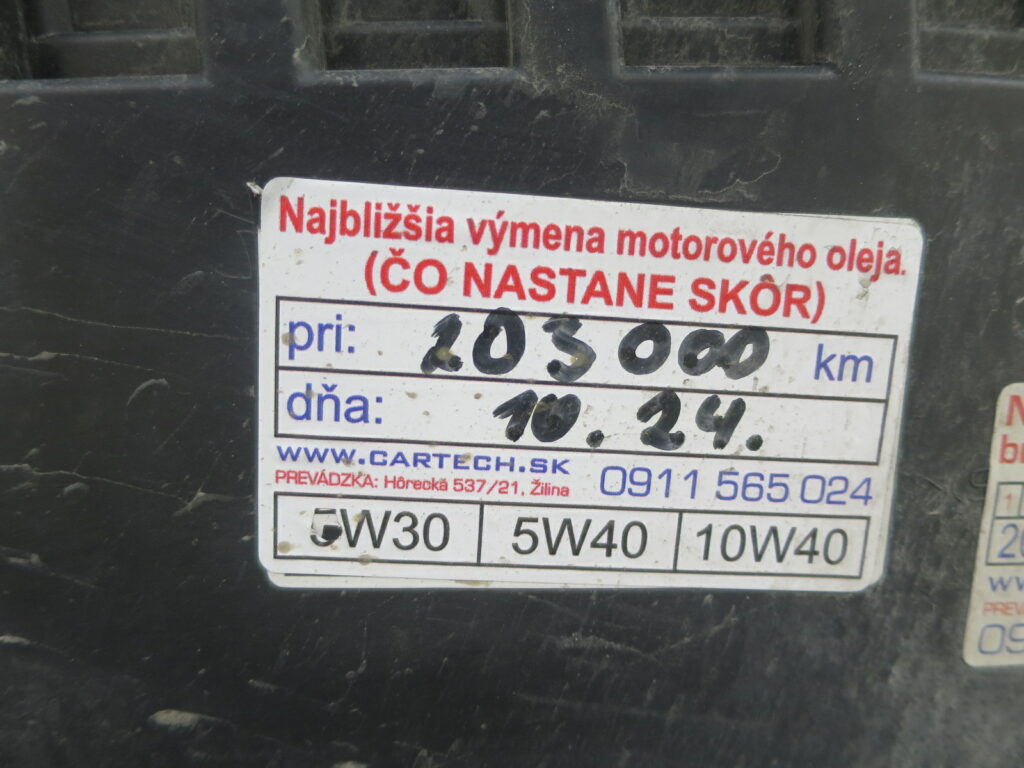 Najbližšia výmena motorového oleja.
(ČO NASTANE SKÔR)
pri: 203 000 km
dňa: 10. 24.
WWW.CARTECH.SK
PREVÁDZKA: Hôrecká 537/21, Žilina 0911 565 024
5W30 5W40 10W40